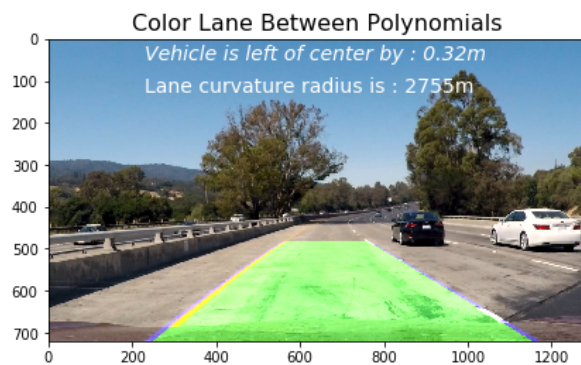 Color Lane Between Polynomials
0
Vehicle is left of center by : 0.32m
100
Lane curvature radius is : 2755m
200
300
400
500
600
700
0 200 400 600 800 1000 1200